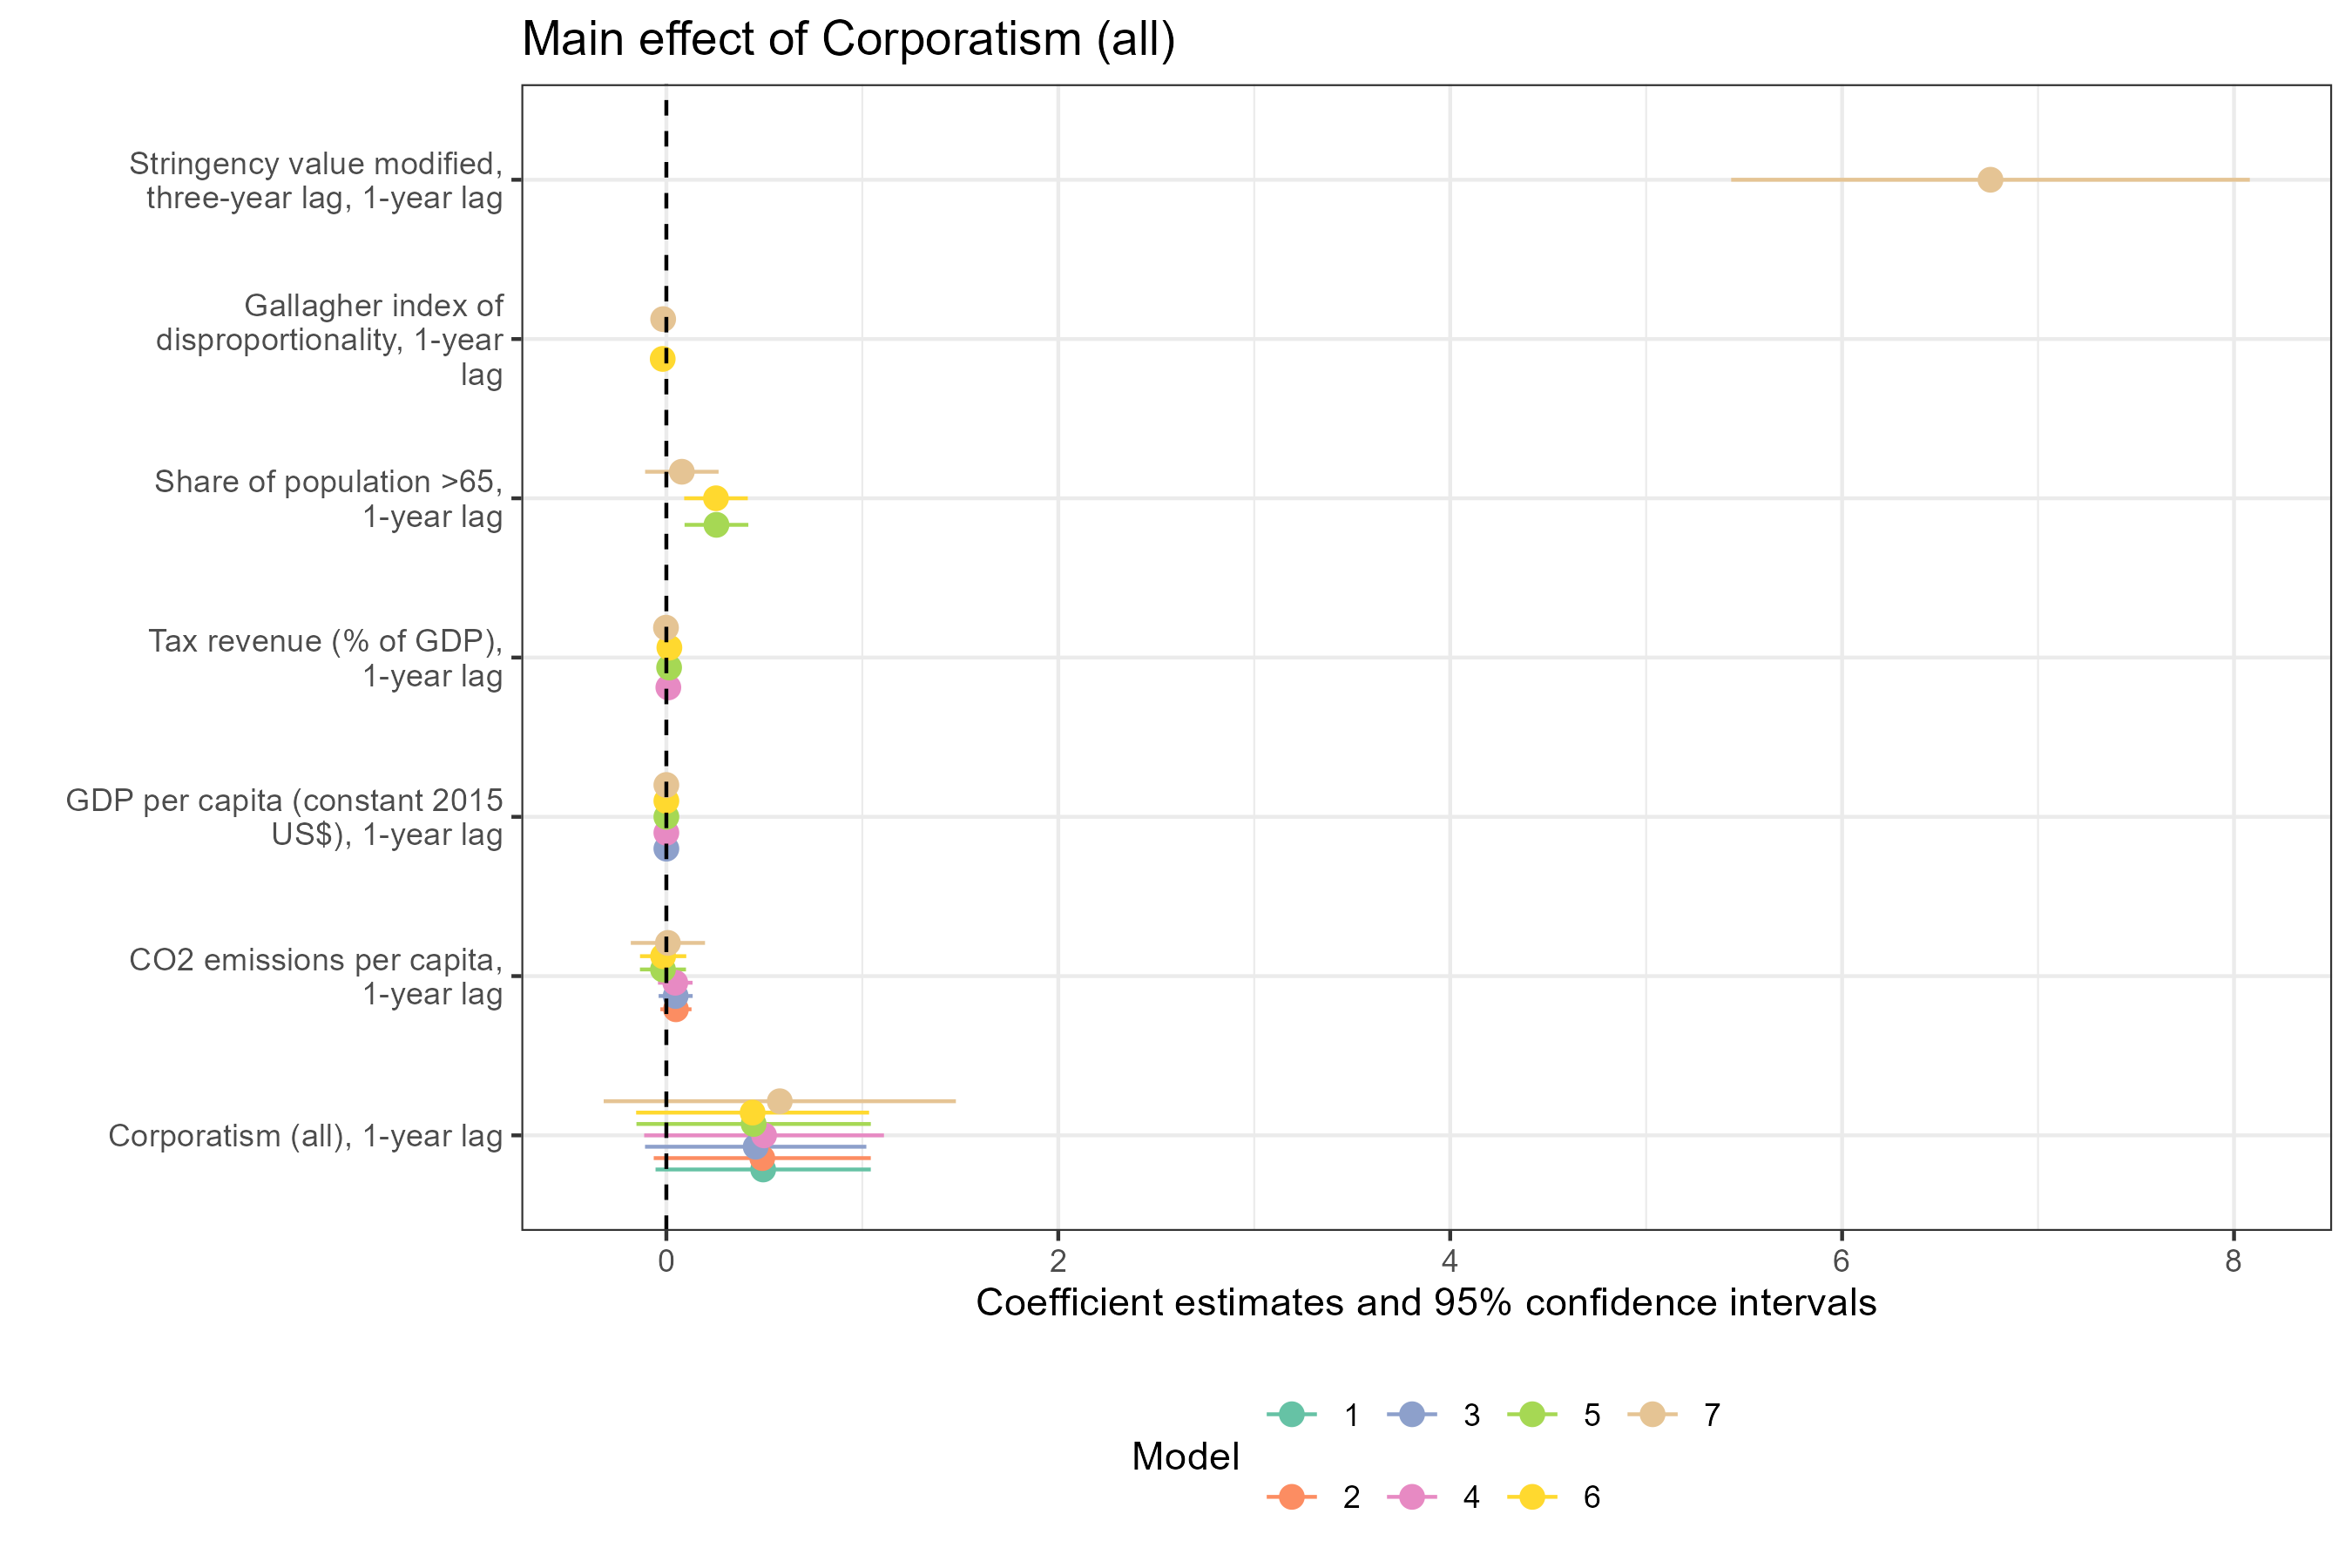 Main effect of Corporatism (all)
Stringency value modified,
three-year lag, 1-year lag
Gallagher index of
disproportionality, 1-year
lag
Share of population >65,
1-year lag
Tax revenue (% of GDP),
1-year lag
GDP per capita (constant 2015
US$), 1-year lag
CO2 emissions per capita,
1-year lag
Corporatism (all), 1-year lag
0 2 4 6 8
Coefficient estimates and 95% confidence intervals
Model
1 3 5 7
2 4 6